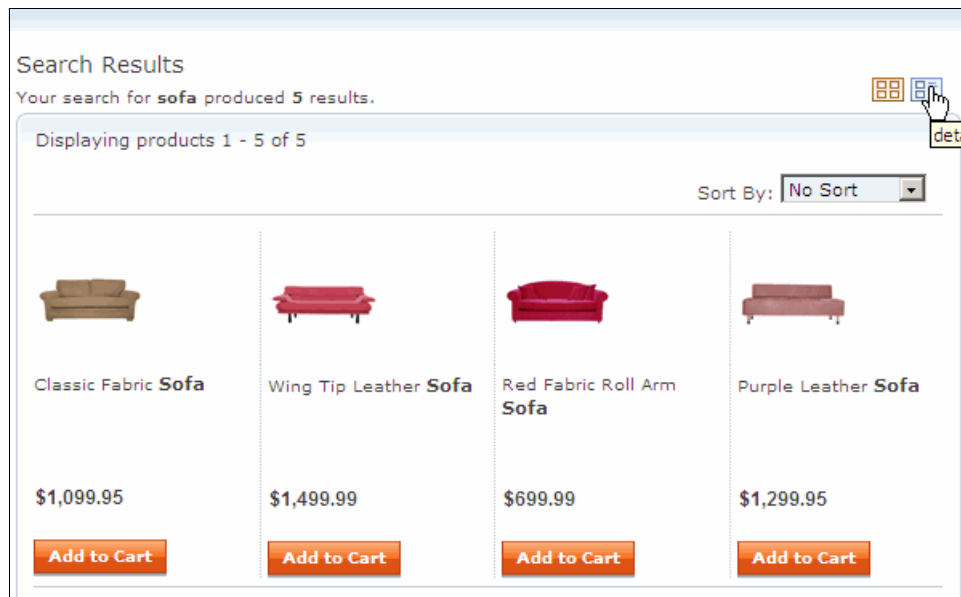 Search Results
Your search for sofa produced 5 results.
deta
Displaying products 1 - 5 of 5
Sort By: No Sort
Classic Fabric Sofa
Wing Tip Leather Sofa
Red Fabric Roll Arm
Sofa
Purple Leather Sofa
$1,099.95
$1,499.99
$699.99
$1,299.95
Add to Cart
Add to Cart
Add to Cart
Add to Cart